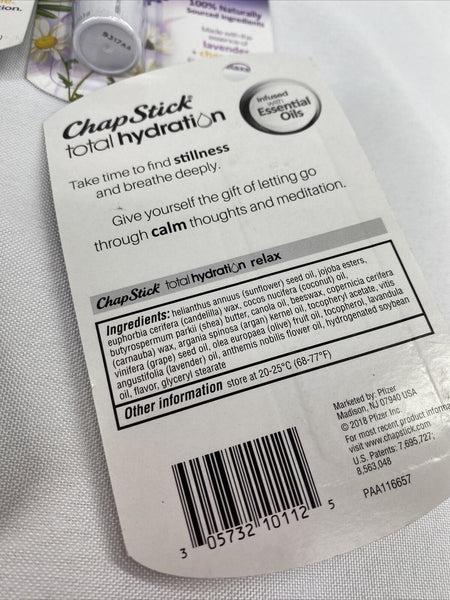 tion.
B317AA
100% Naturally
Sourced Ingredients
Made with the
essence of
lavender
ChapStick®
total hydration
Infused
with
Essential
Oils
Take time to find stillness
and breathe deeply.
Give yourself the gift of letting go
through calm thoughts and meditation.
ChapStick total hydration relax
Ingredients: helianthus annuus (sunflower) seed oil, jojoba esters,
euphorbia cerifera (candelilla) wax, cocos nucifera (coconut) oil,
butyrospermum parkii (shea) butter, canola oil, beeswax, copernicia cerifera
(carnauba) wax, argania spinosa (argan) kernel oil, tocopheryl acetate, vitis
vinifera (grape) seed oil, olea europaea (olive) fruit oil, tocopherol, lavandula
angustifolia (lavender) oil, anthemis nobilis flower oil, hydrogenated soybean
oil, flavor, glyceryl stearate
Other information store at 20-25°C (68-77°F)
Marketed by: Pfizer
Madison, NJ 07940 USA
© 2018 Pfizer Inc.
For most recent product informa
visit www.chapstick.com
U.S. Patents: 7,695,727;
8,563,048
PAA116657
3 05732 10112 5